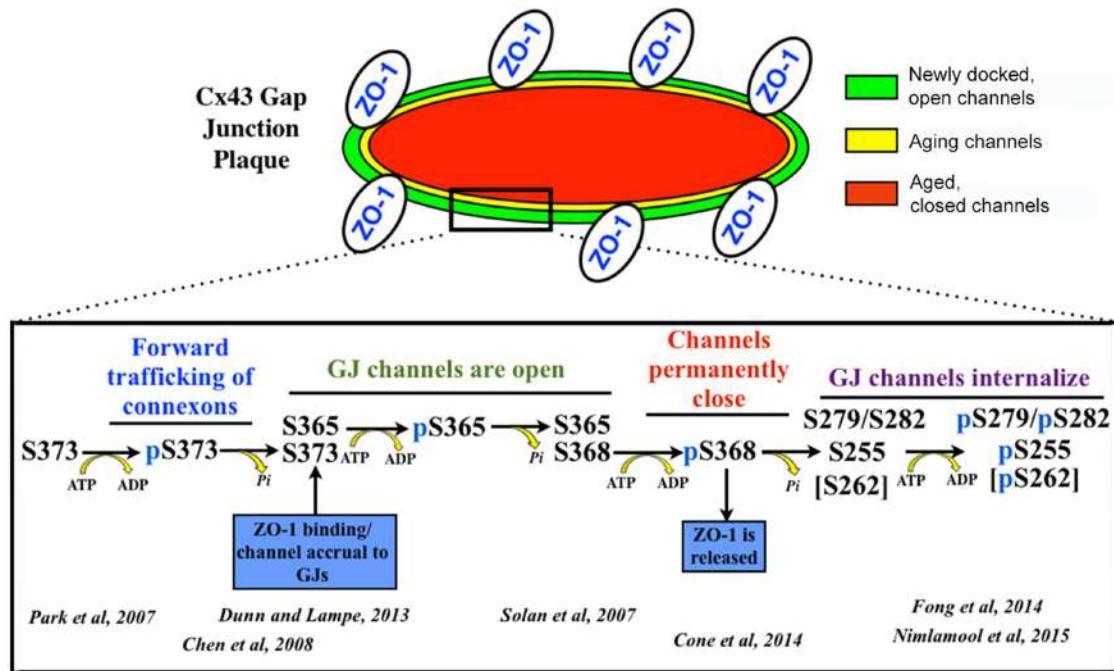 ZO-1
ZO-1
ZO-1
ZO-1
ZO-1
ZO-1
ZO-1
Cx43 Gap
Junction
Plaque
Newly docked,
open channels
Aging channels
Aged,
closed channels
Forward
trafficking of
connexons
GJ channels are open
Channels
permanently
close
GJ channels internalize
S373
ATP
ADP
pS373
Pi
S365
S373
ATP
ADP
pS365
Pi
S365
S368
ATP
ADP
pS368
Pi
S279/S282
S255
[S262]
ATP
ADP
pS279/pS282
pS255
[pS262]
ZO-1 binding/
channel accrual to
GJs
ZO-1 is
released
Park et al, 2007
Chen et al, 2008
Dunn and Lampe, 2013
Solan et al, 2007
Cone et al, 2014
Fong et al, 2014
Nimlamool et al, 2015